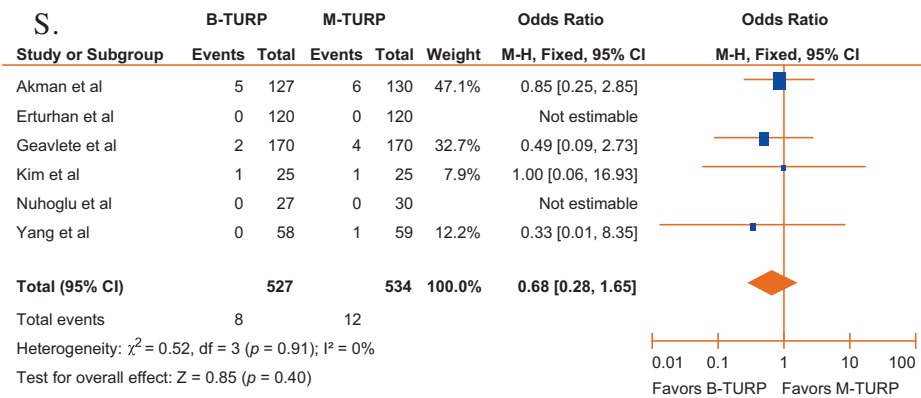 S.
B-TURP M-TURP Odds Ratio Odds Ratio
Study or Subgroup Events Total Events Total Weight M-H, Fixed, 95% CI M-H, Fixed, 95% CI
Akman et al 5 127 6 130 47.1% 0.85 [0.25, 2.85]
Erturhan et al 0 120 0 120 Not estimable
Geavlete et al 2 170 4 170 32.7% 0.49 [0.09, 2.73]
Kim et al 1 25 1 25 7.9% 1.00 [0.06, 16.93]
Nuhoglu et al 0 27 0 30 Not estimable
Yang et al 0 58 1 59 12.2% 0.33 [0.01, 8.35]
Total (95% CI) 527 534 100.0% 0.68 [0.28, 1.65]
Total events 8 12
Heterogeneity: χ² = 0.52, df = 3 (p = 0.91); I² = 0%
Test for overall effect: Z = 0.85 (p = 0.40)
0.01 0.1 1 10 100
Favors B-TURP Favors M-TURP